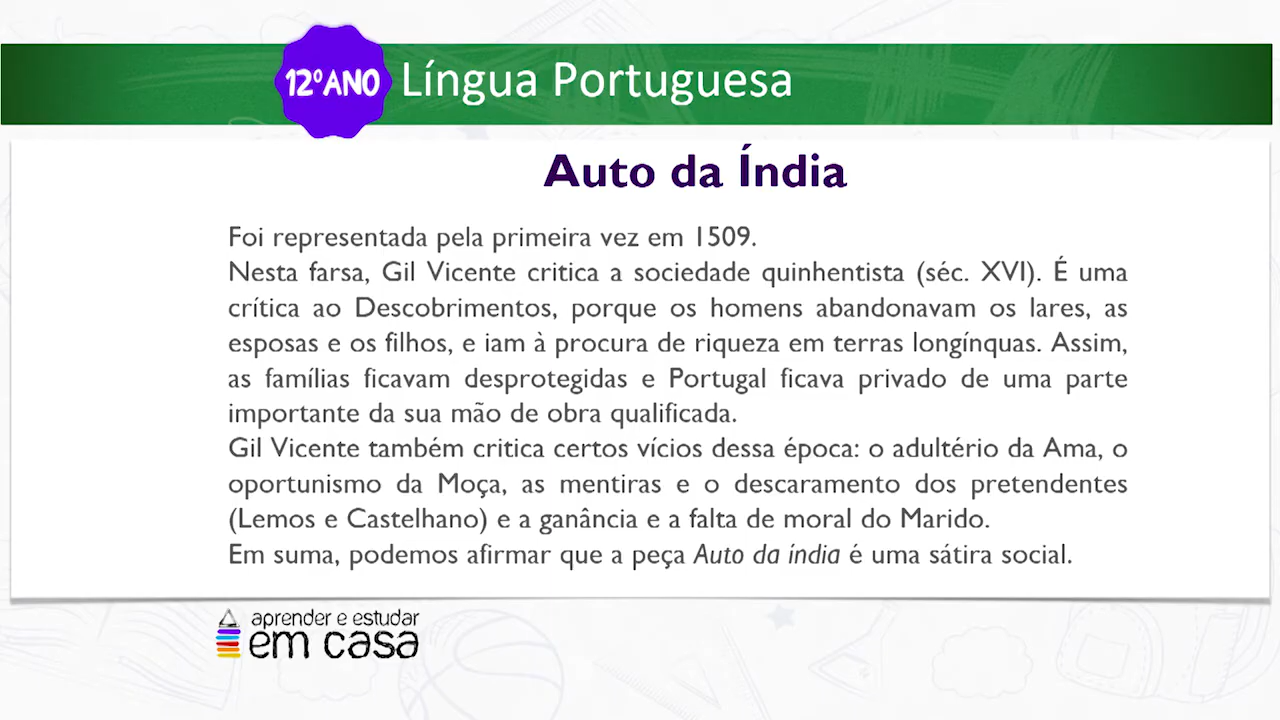 12º ANO
Língua Portuguesa
Auto da Índia
Foi representada pela primeira vez em 1509.
Nesta farsa, Gil Vicente critica a sociedade quinhentista (séc. XVI). É uma
crítica ao Descobrimentos, porque os homens abandonavam os lares, as
esposas e os filhos, e iam à procura de riqueza em terras longínquas. Assim,
as famílias ficavam desprotegidas e Portugal ficava privado de uma parte
importante da sua mão de obra qualificada.
Gil Vicente também critica certos vícios dessa época: o adultério da Ama, o
oportunismo da Moça, as mentiras e o descaramento dos pretendentes
(Lemos e Castelhano) e a ganância e a falta de moral do Marido.
Em suma, podemos afirmar que a peça Auto da índia é uma sátira social.
aprender e estudar
em casa